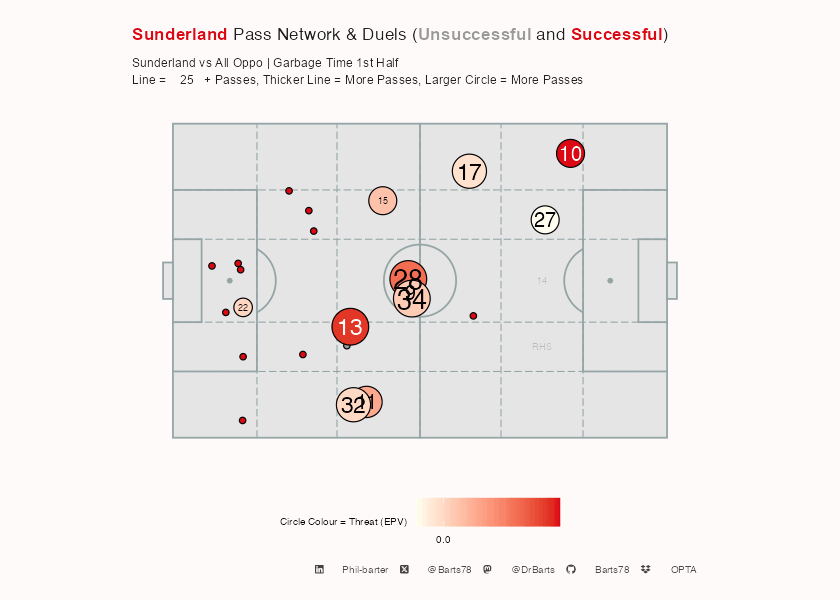 Sunderland Pass Network & Duels (Unsuccessful and Successful)
Sunderland vs All Oppo | Garbage Time 1st Half
Line = 25 + Passes, Thicker Line = More Passes, Larger Circle = More Passes
10
17
15
27
28
14
34
22
13
RHS
32
Circle Colour = Threat (EPV)
0.0
Phil-barter @Barts78 @DrBarts Barts78 OPTA